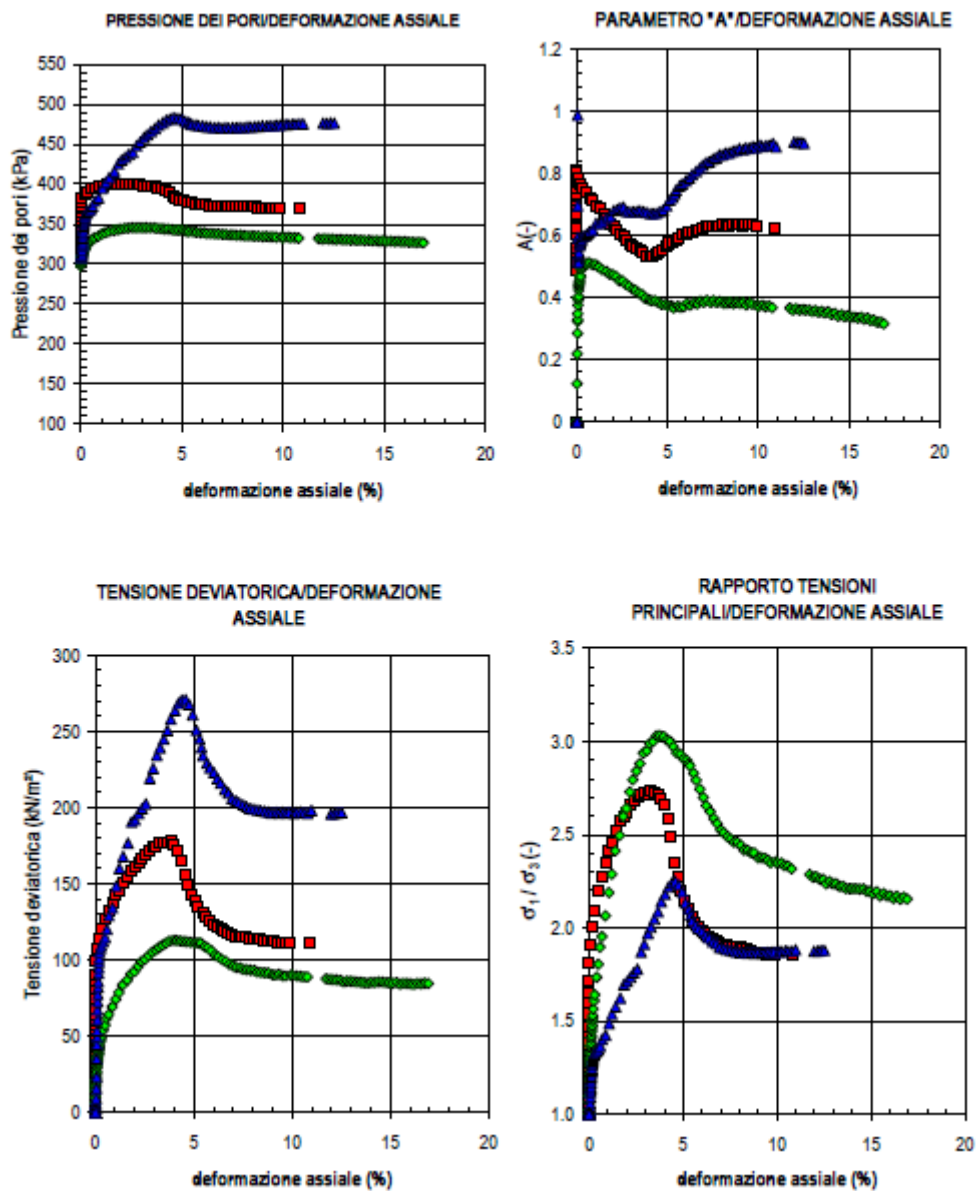 PRESSIONE DEI PORI/DEFORMAZIONE ASSIALE
550
500
450
400
350
300
250
200
150
100
Pressione dei pori (kPa)
0 5 10 15 20
deformazione assiale (%)
PARAMETRO "A"/DEFORMAZIONE ASSIALE
1.2
1
0.8
0.6
0.4
0.2
0
A(-)
0 5 10 15 20
deformazione assiale (%)
TENSIONE DEVIATORICA/DEFORMAZIONE
ASSIALE
300
250
200
150
100
50
0
Tensione deviatorica (kN/m²)
0 5 10 15 20
deformazione assiale (%)
RAPPORTO TENSIONI
PRINCIPALI/DEFORMAZIONE ASSIALE
3.5
3.0
2.5
2.0
1.5
1.0
σ1 / σ3 (-)
0 5 10 15 20
deformazione assiale (%)